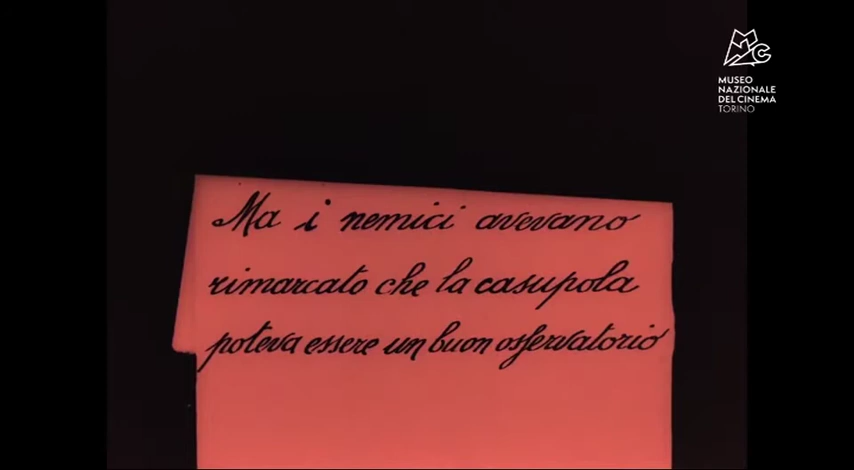 MUSEO
NAZIONALE
DEL CINEMA
TORINO
Ma i nemici avevano
rimarcato che la casupola
poteva essere un buon osservatorio